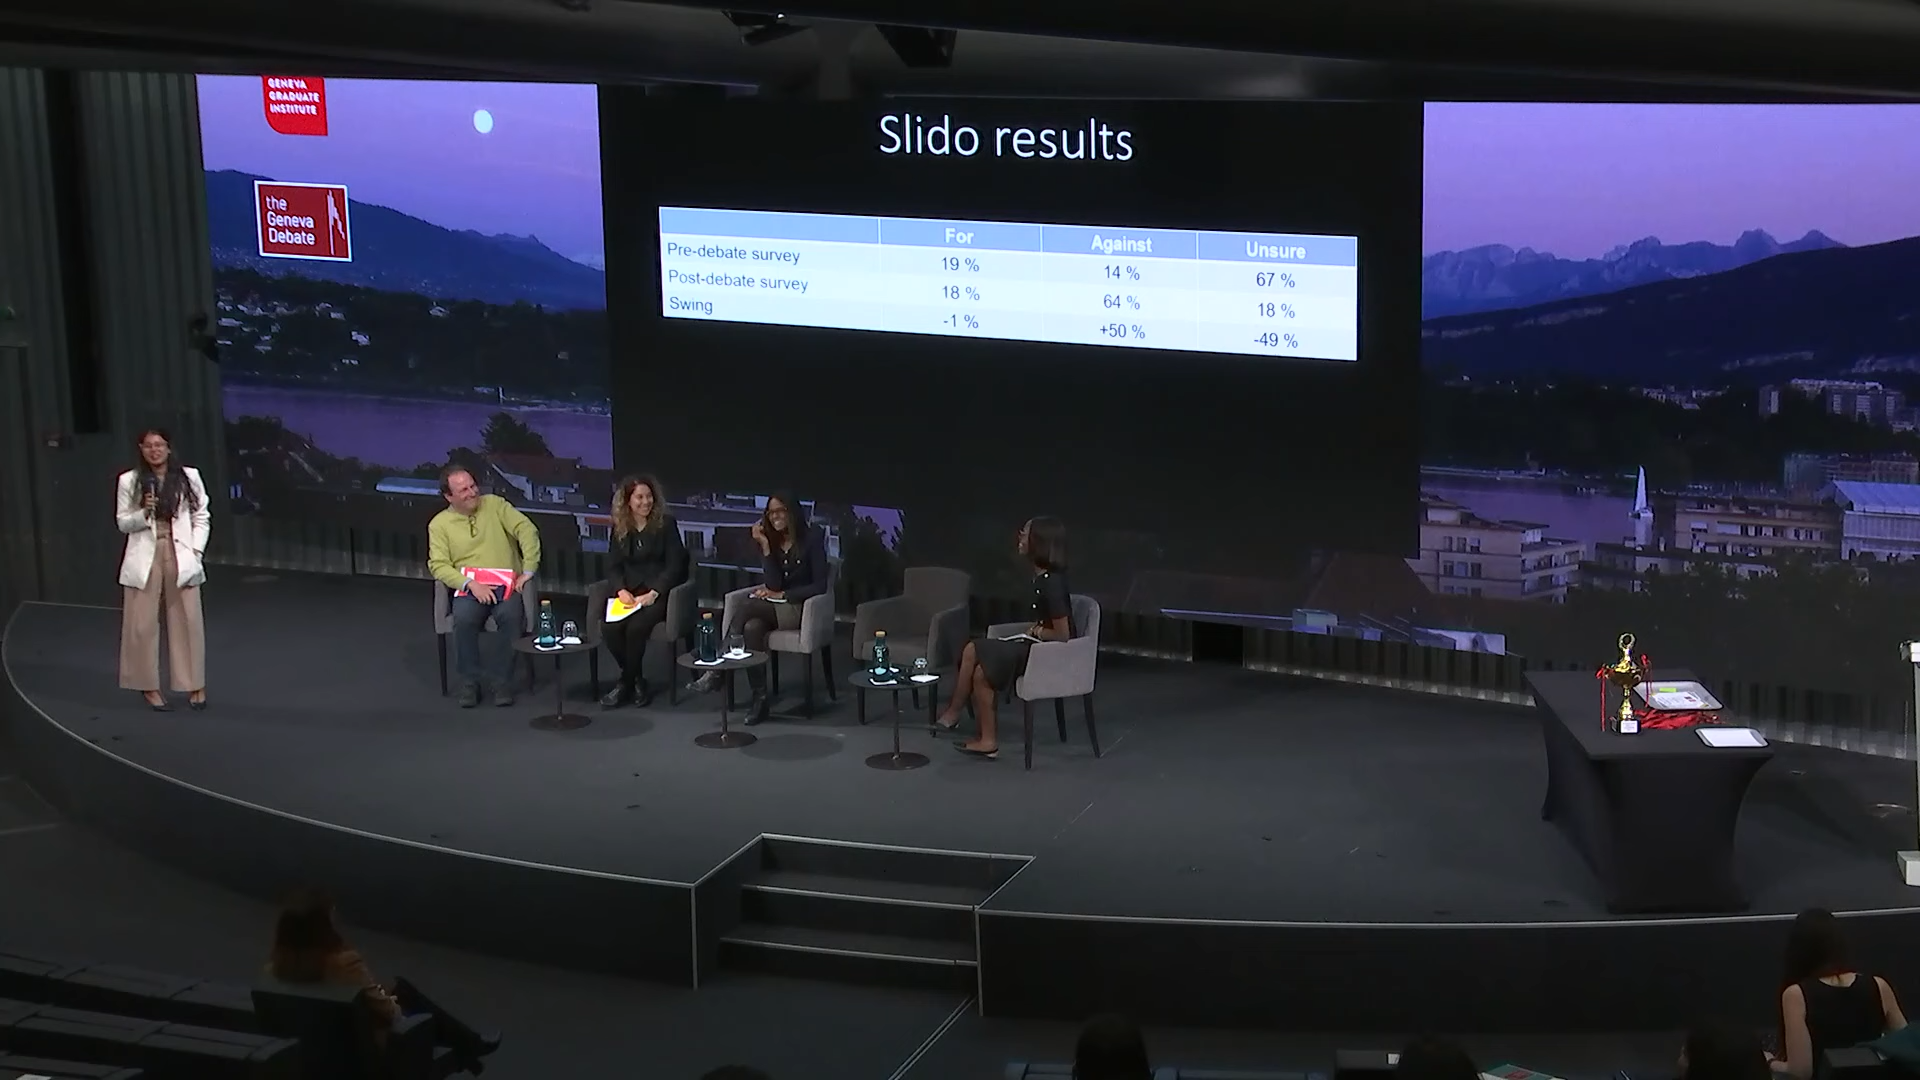 GENEVA
GRADUATE
INSTITUTE
the
Geneva
Debate
Slido results
For Against Unsure
Pre-debate survey 19 % 14 % 67 %
Post-debate survey 18 % 64 % 18 %
Swing -1 % +50 % -49 %